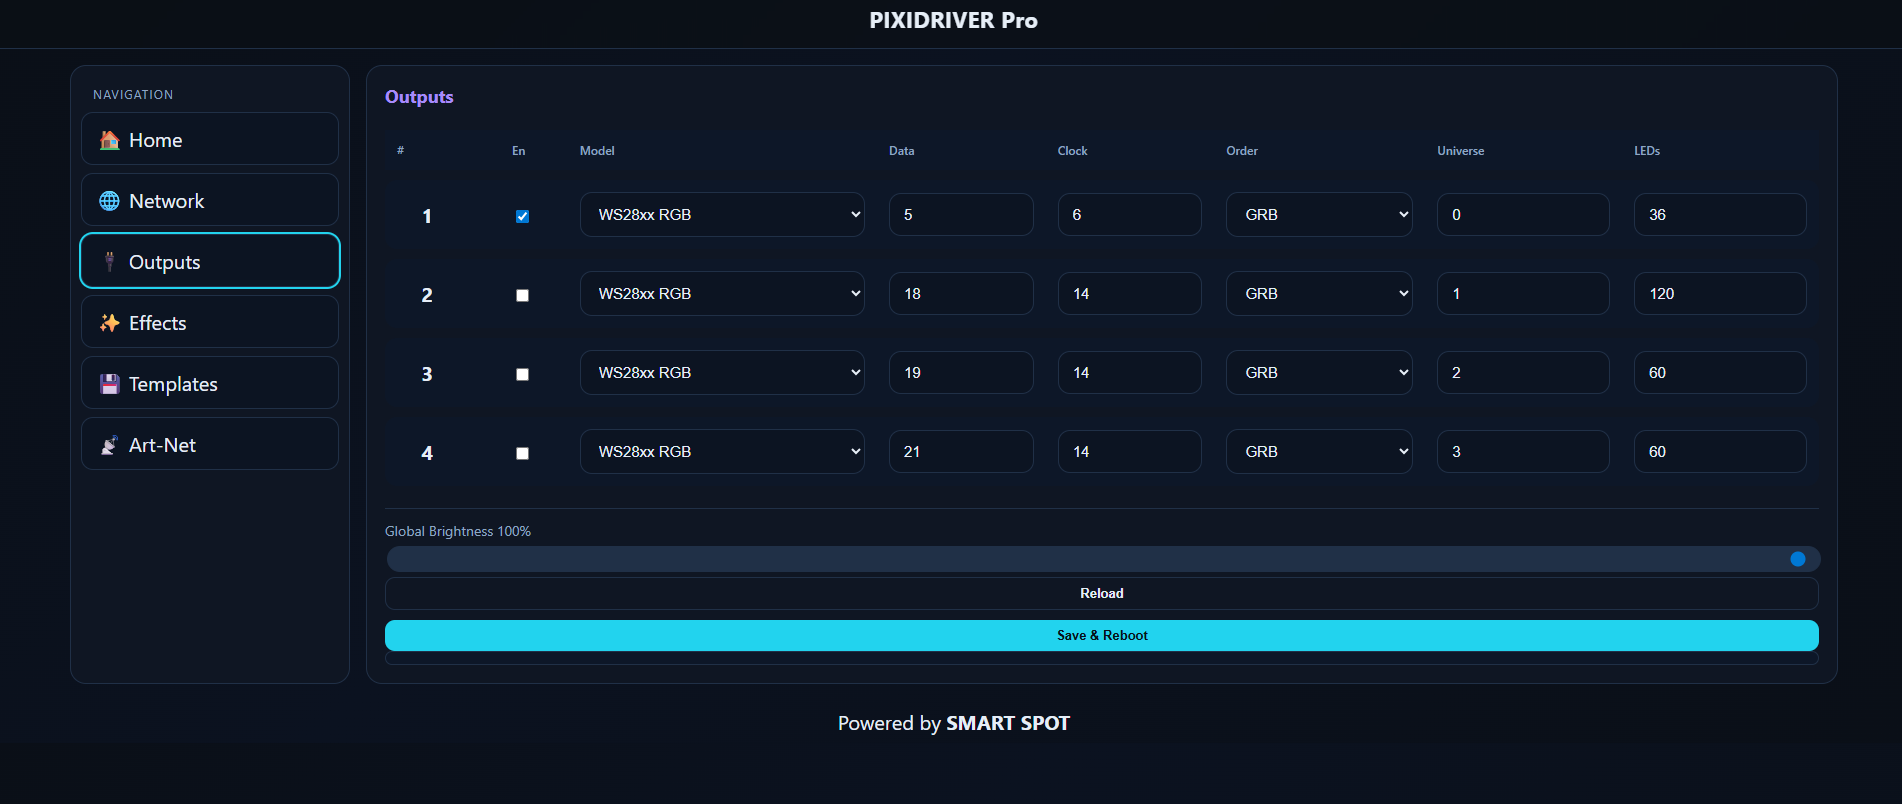 PIXIDRIVER Pro
NAVIGATION
Home
Network
Outputs
Effects
Templates
Art-Net
Outputs
# En Model Data Clock Order Universe LEDs
1 WS28xx RGB 5 6 GRB 0 36
2 WS28xx RGB 18 14 GRB 1 120
3 WS28xx RGB 19 14 GRB 2 60
4 WS28xx RGB 21 14 GRB 3 60
Global Brightness 100%
Reload
Save & Reboot
Powered by SMART SPOT